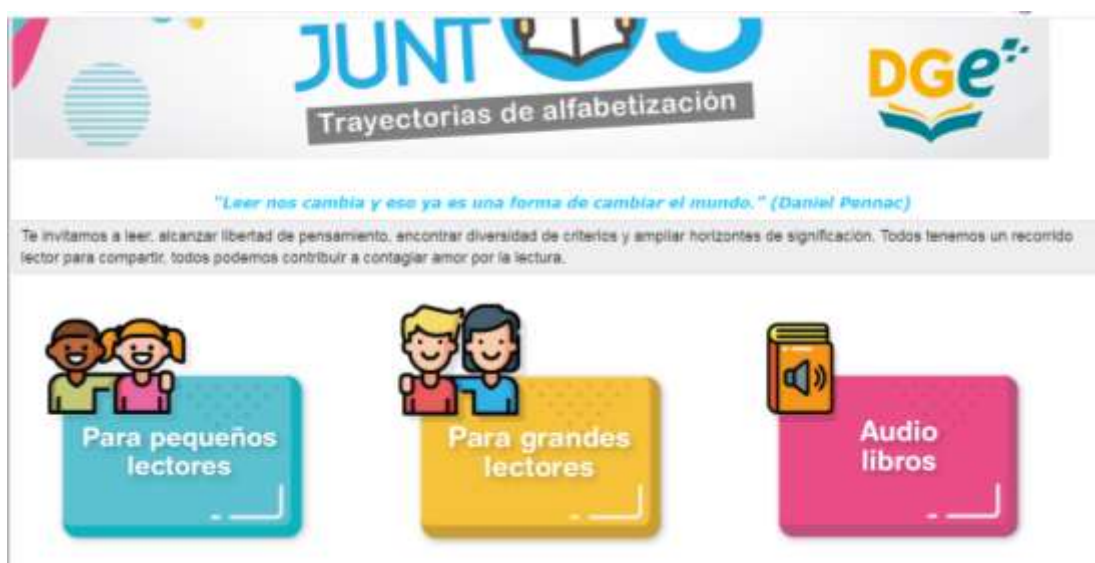 JUNTOS
Trayectorias de alfabetización
DGe
"Leer nos cambia y eso ya es una forma de cambiar el mundo." (Daniel Pennac)
Te invitamos a leer, alcanzar libertad de pensamiento, encontrar diversidad de criterios y ampliar horizontes de significación. Todos tenemos un recorrido
lector para compartir, todos podemos contribuir a contagiar amor por la lectura.
Para pequeños
lectores
Para grandes
lectores
Audio
libros